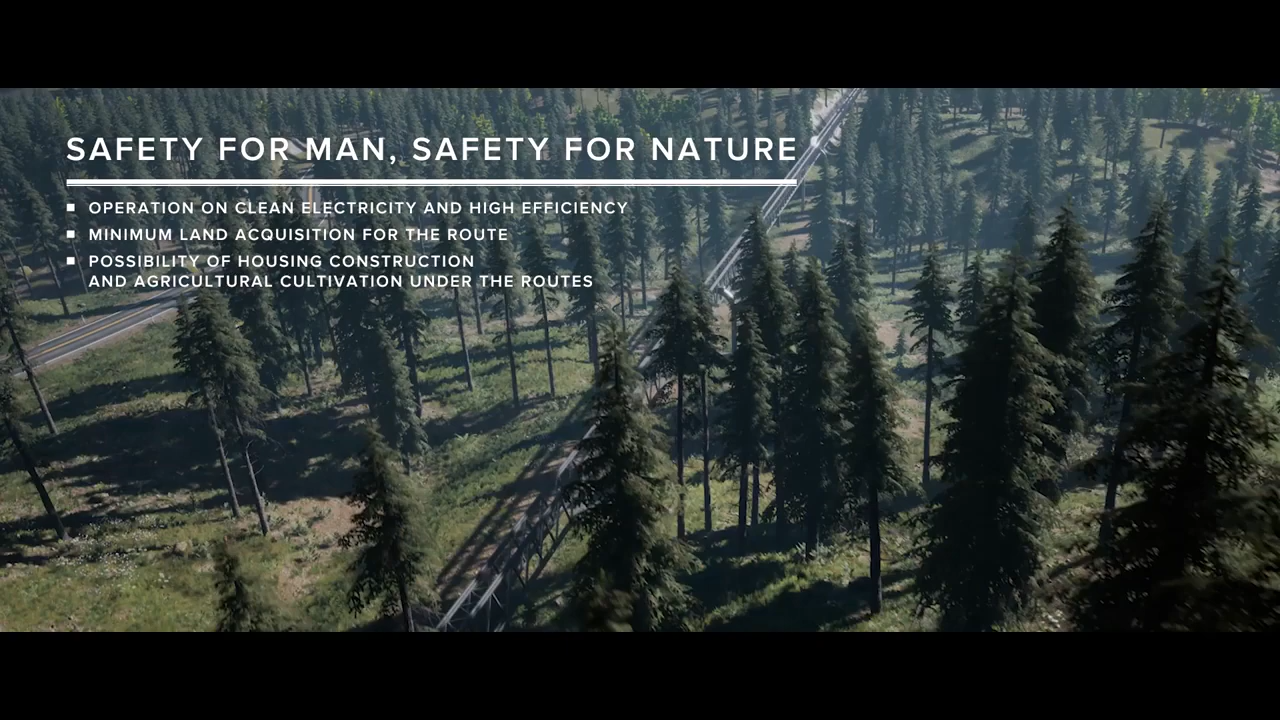 SAFETY FOR MAN, SAFETY FOR NATURE
OPERATION ON CLEAN ELECTRICITY AND HIGH EFFICIENCY
MINIMUM LAND ACQUISITION FOR THE ROUTE
POSSIBILITY OF HOUSING CONSTRUCTION
AND AGRICULTURAL CULTIVATION UNDER THE ROUTES